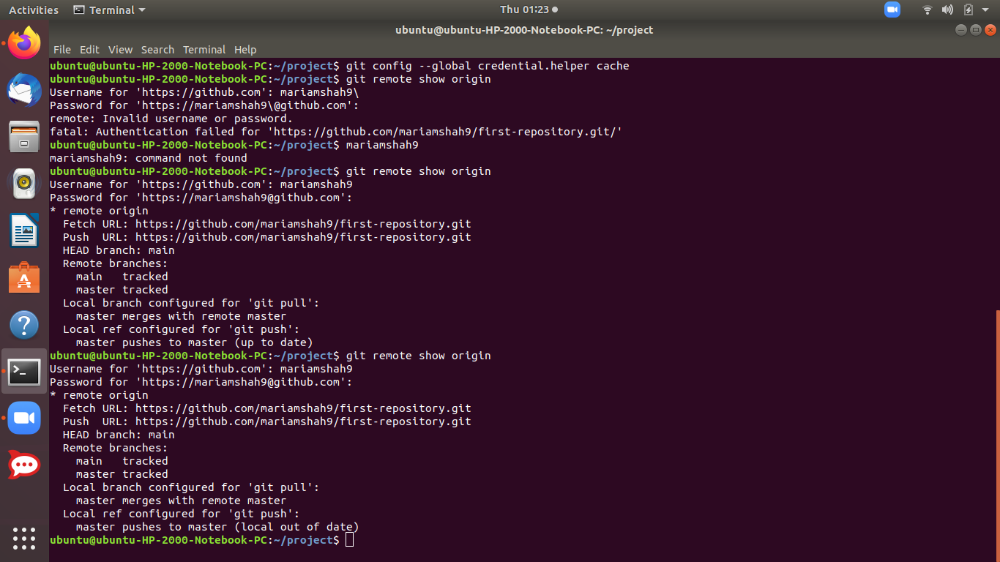 Activities Terminal Thu 01:23
ubuntu@ubuntu-HP-2000-Notebook-PC: ~/project
File Edit View Search Terminal Help
ubuntu@ubuntu-HP-2000-Notebook-PC:~/project$ git config --global credential.helper cache
ubuntu@ubuntu-HP-2000-Notebook-PC:~/project$ git remote show origin
Username for 'https://github.com': mariamshah9\
Password for 'https://mariamshah9\@github.com':
remote: Invalid username or password.
fatal: Authentication failed for 'https://github.com/mariamshah9/first-repository.git/'
ubuntu@ubuntu-HP-2000-Notebook-PC:~/project$ mariamshah9
mariamshah9: command not found
ubuntu@ubuntu-HP-2000-Notebook-PC:~/project$ git remote show origin
Username for 'https://github.com': mariamshah9
Password for 'https://mariamshah9@github.com':
* remote origin
  Fetch URL: https://github.com/mariamshah9/first-repository.git
  Push  URL: https://github.com/mariamshah9/first-repository.git
  HEAD branch: main
  Remote branches:
    main   tracked
    master tracked
  Local branch configured for 'git pull':
    master merges with remote master
  Local ref configured for 'git push':
    master pushes to master (up to date)
ubuntu@ubuntu-HP-2000-Notebook-PC:~/project$ git remote show origin
Username for 'https://github.com': mariamshah9
Password for 'https://mariamshah9@github.com':
* remote origin
  Fetch URL: https://github.com/mariamshah9/first-repository.git
  Push  URL: https://github.com/mariamshah9/first-repository.git
  HEAD branch: main
  Remote branches:
    main   tracked
    master tracked
  Local branch configured for 'git pull':
    master merges with remote master
  Local ref configured for 'git push':
    master pushes to master (local out of date)
ubuntu@ubuntu-HP-2000-Notebook-PC:~/project$